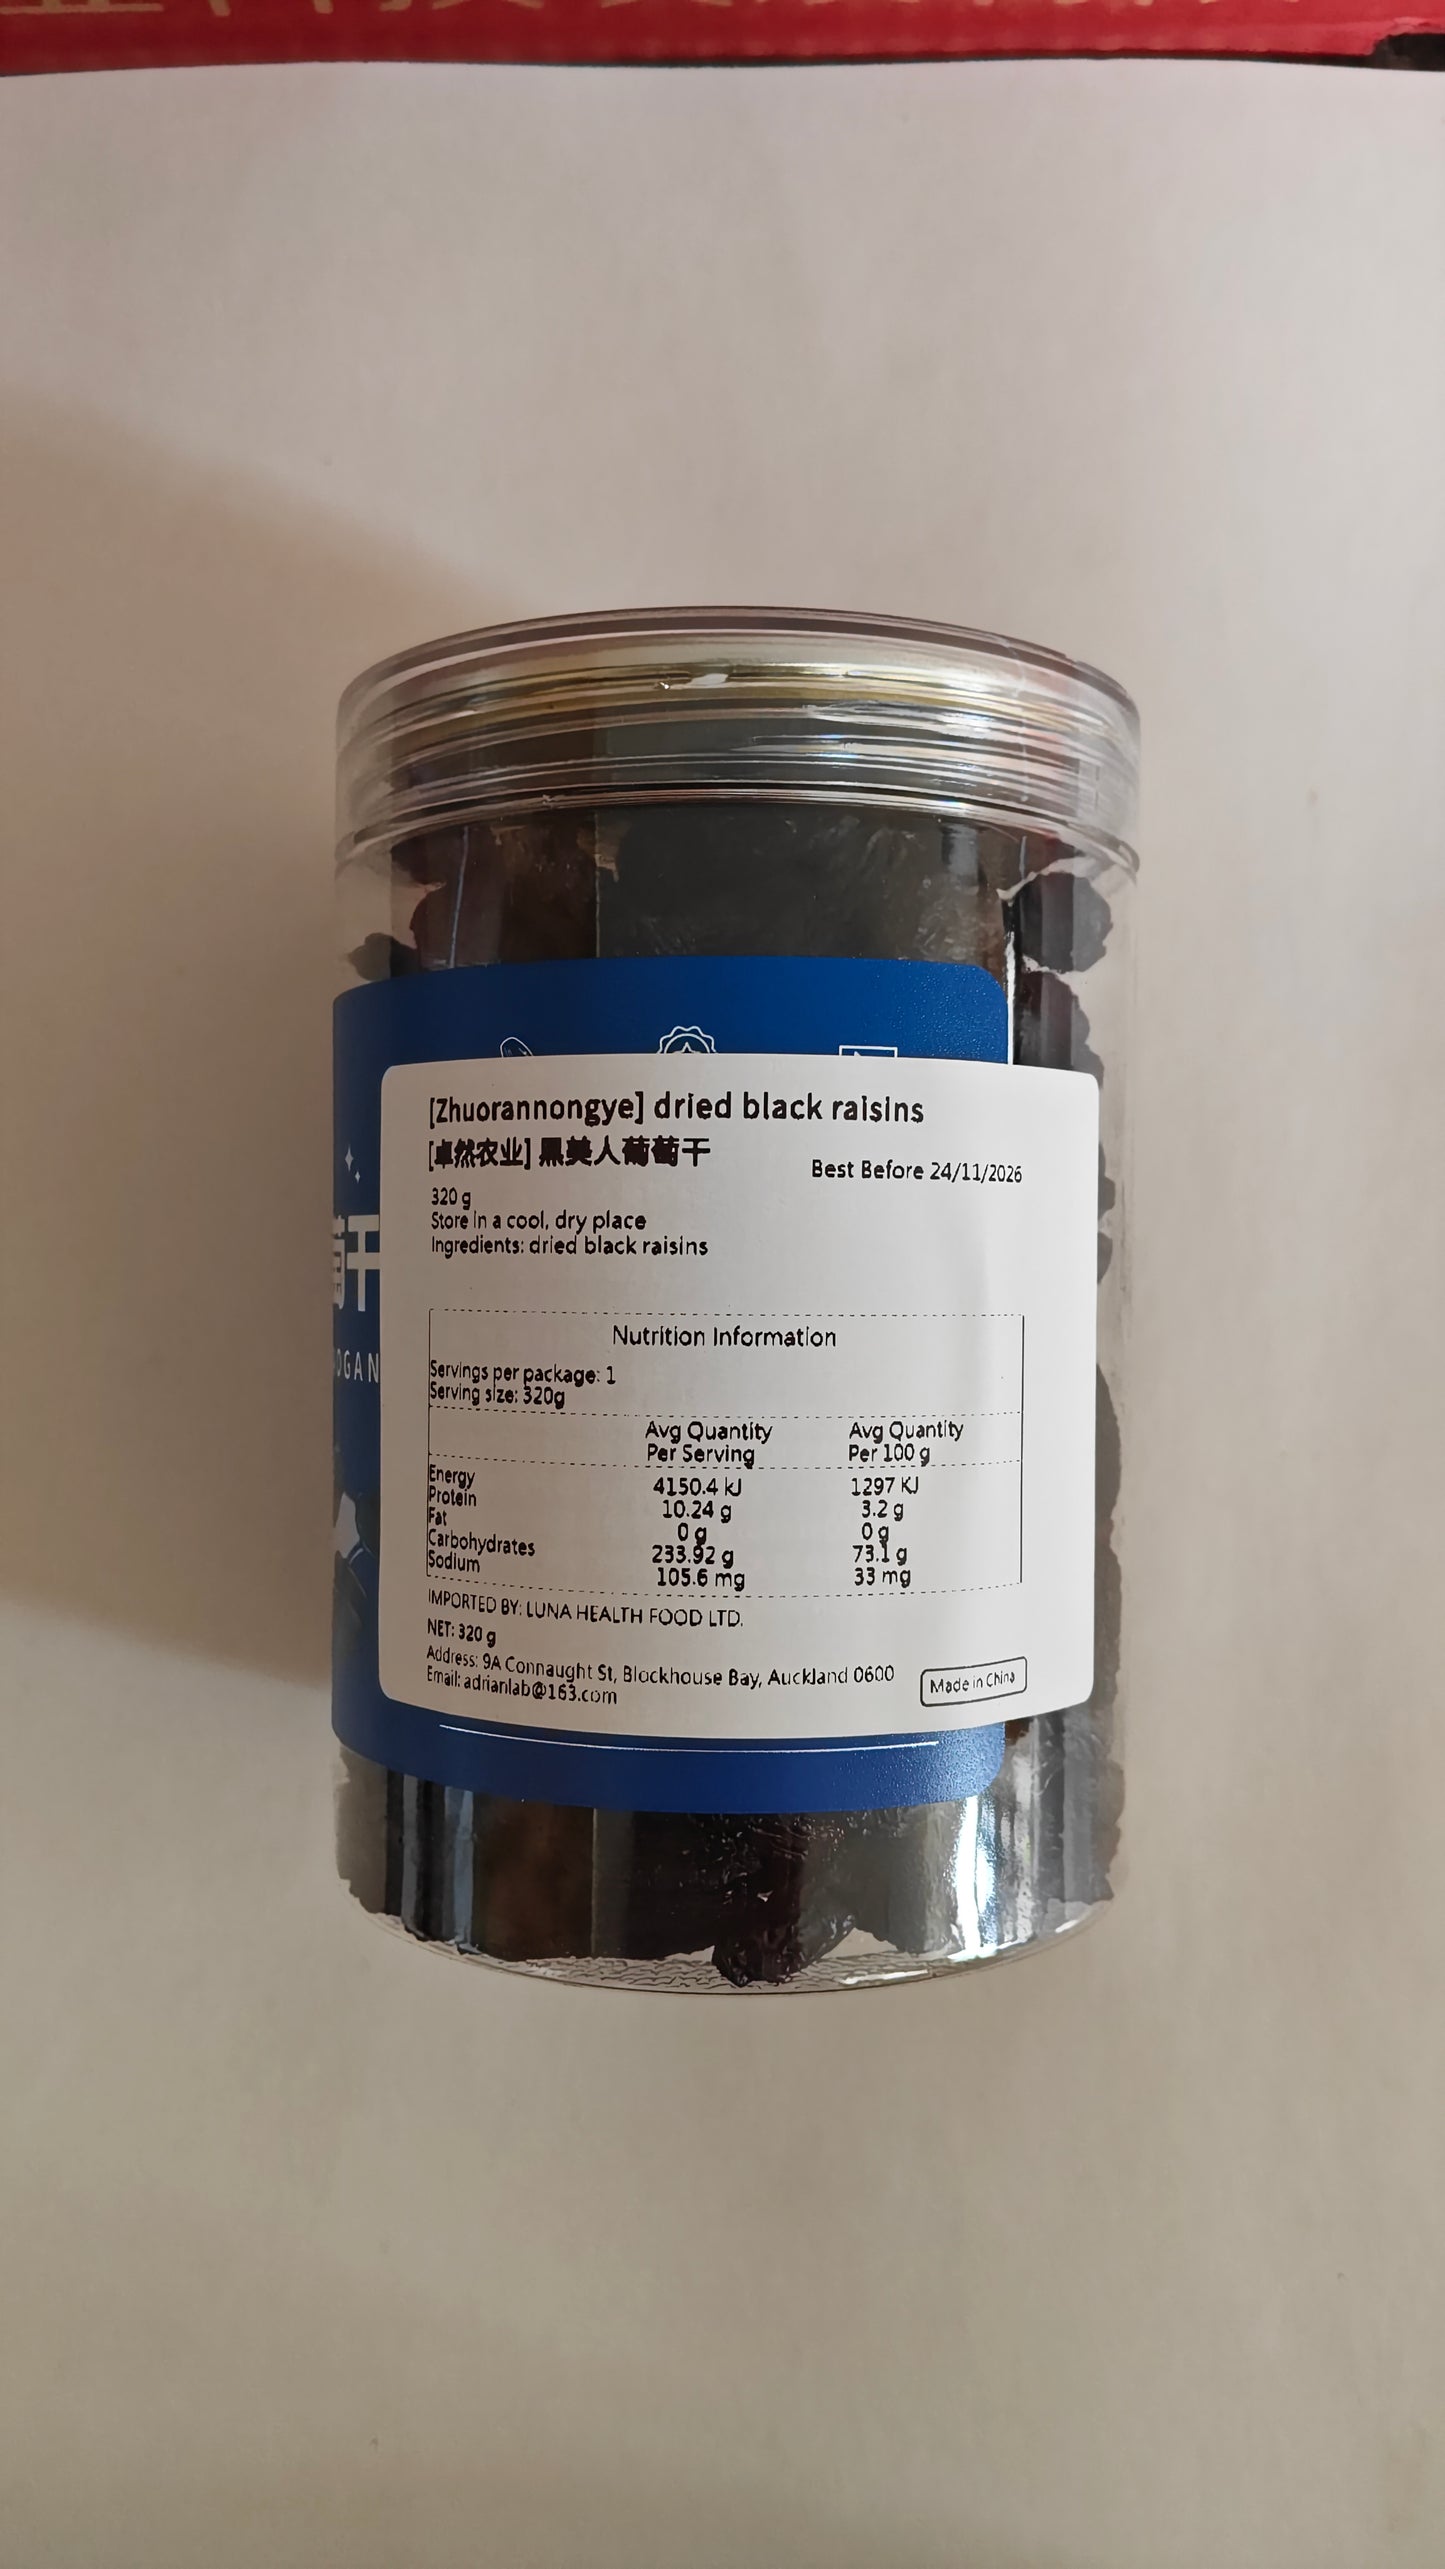 [Zhuorannongye] dried black raisins
[卓然农业] 黑美人葡萄干
Best Before 24/11/2026
320 g
Store in a cool, dry place
Ingredients: dried black raisins
萄干
OGAN
Nutrition Information
Servings per package: 1
Serving size: 320g
Avg Quantity Per Serving Avg Quantity Per 100 g
Energy 4150.4 kJ 1297 KJ
Protein 10.24 g 3.2 g
Fat 0 g 0 g
Carbohydrates 233.92 g 73.1 g
Sodium 105.6 mg 33 mg
IMPORTED BY: LUNA HEALTH FOOD LTD.
NET: 320 g
Address: 9A Connaught St, Blockhouse Bay, Auckland 0600
Email: adrianlab@163.com
Made in China